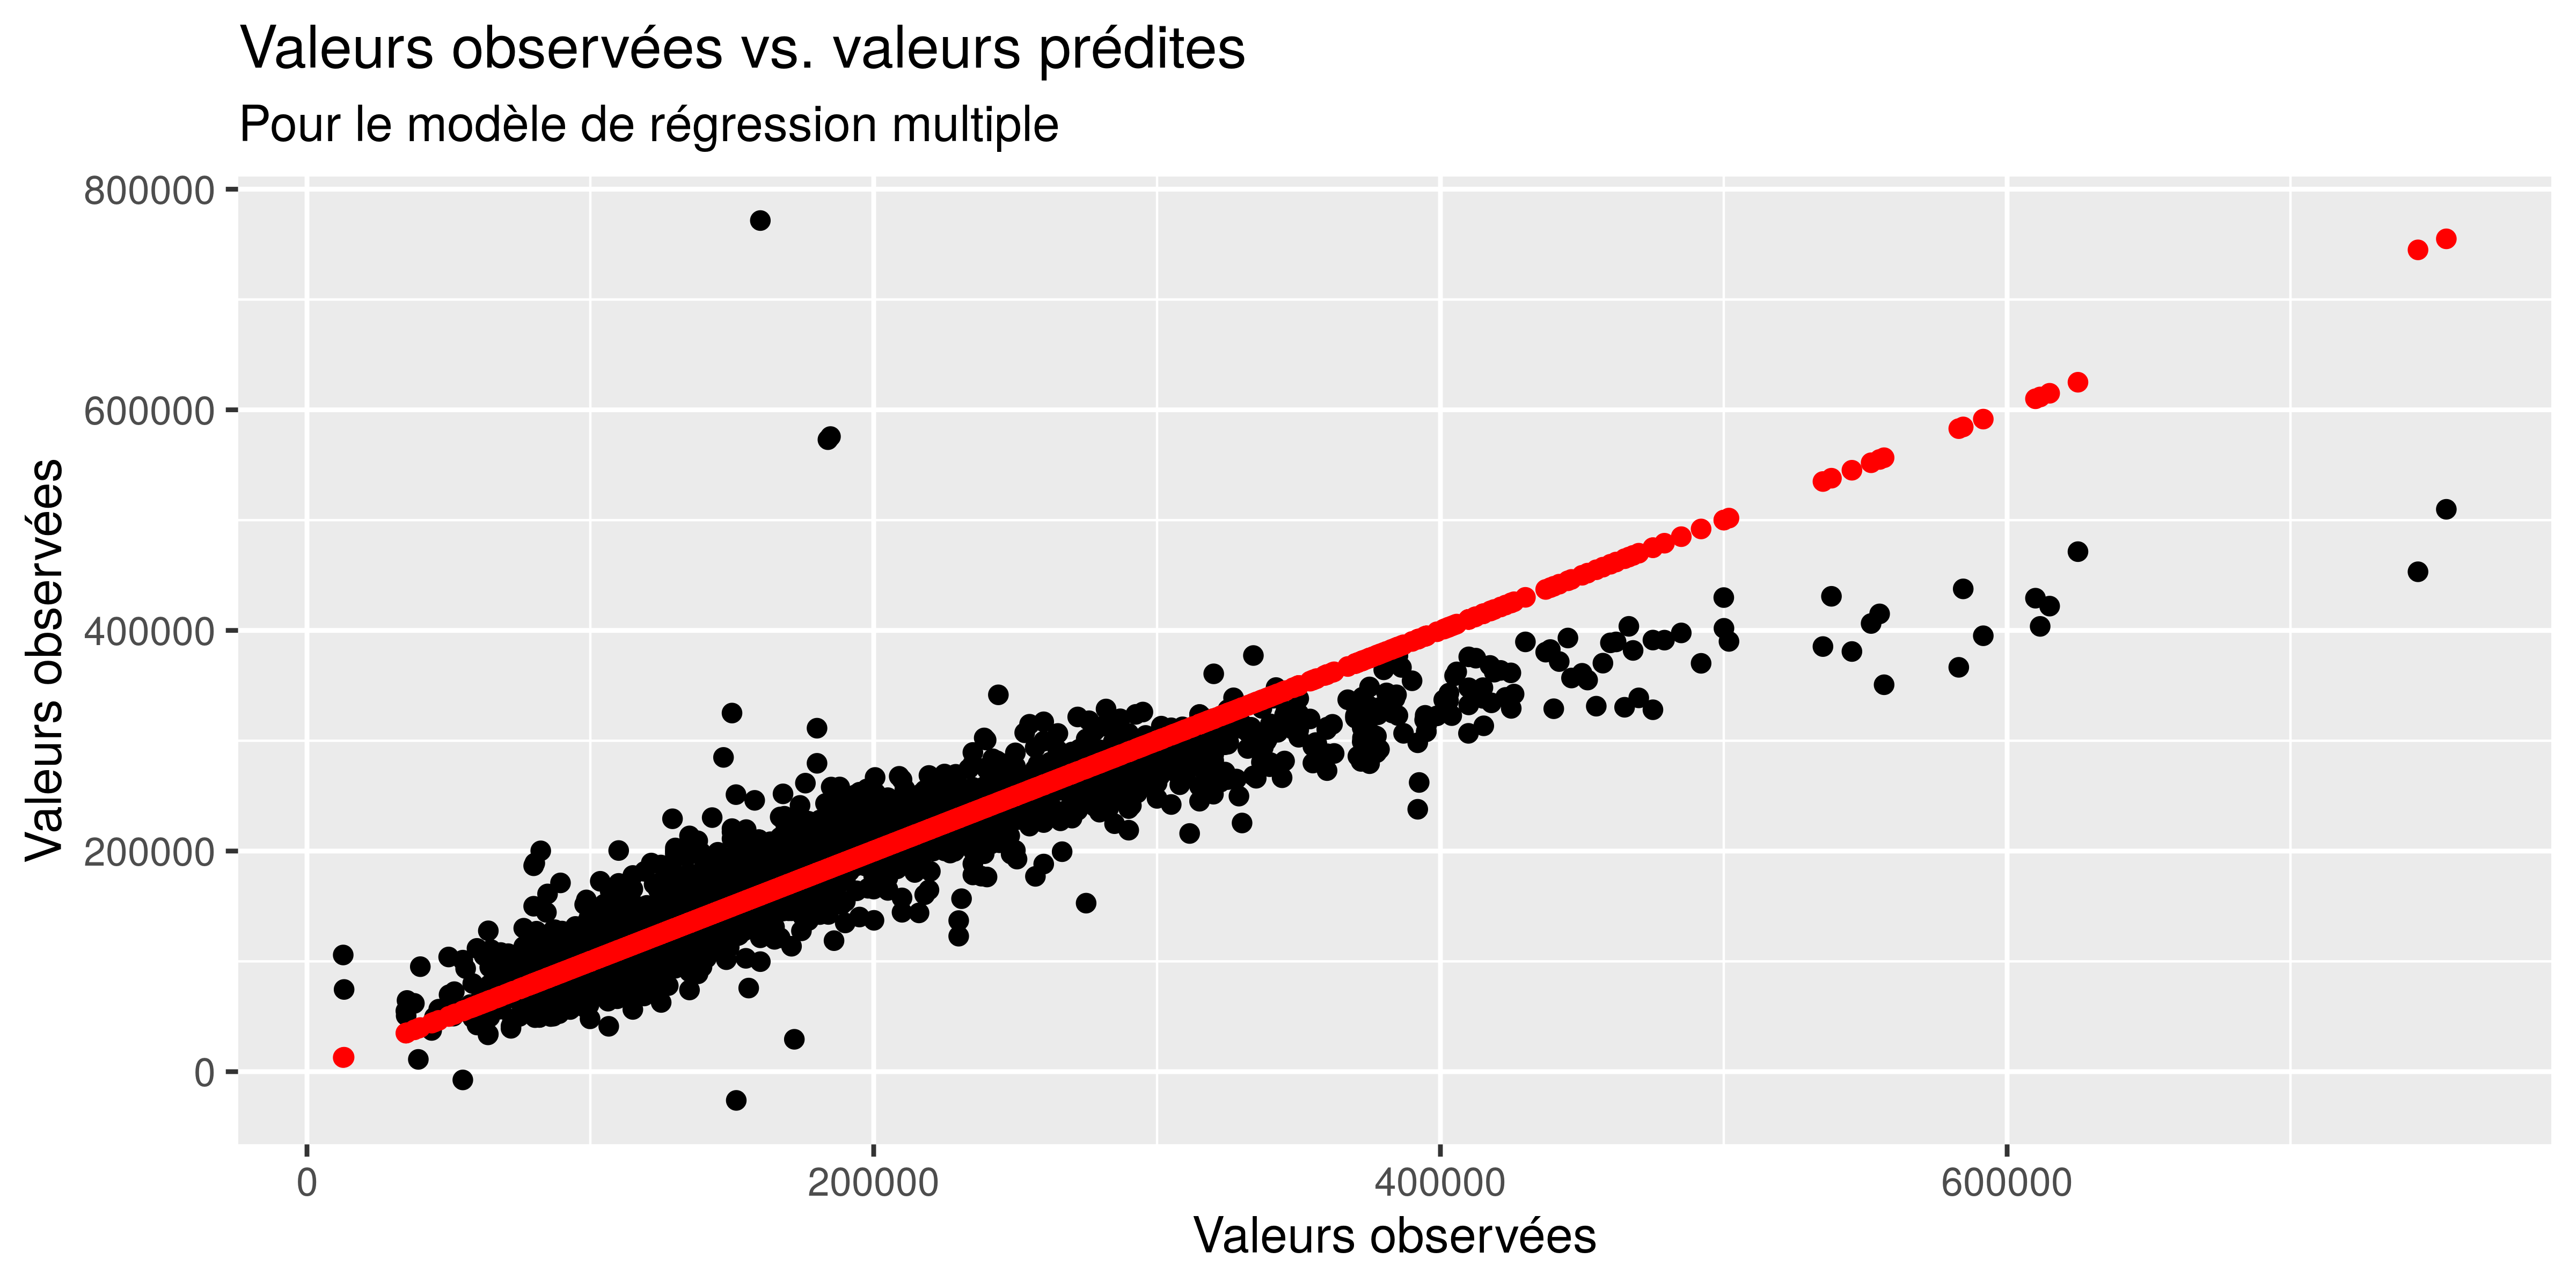 Valeurs observées vs. valeurs prédites
Pour le modèle de régression multiple
800000
600000
400000
200000
0
Valeurs observées
0
200000
400000
600000
Valeurs observées